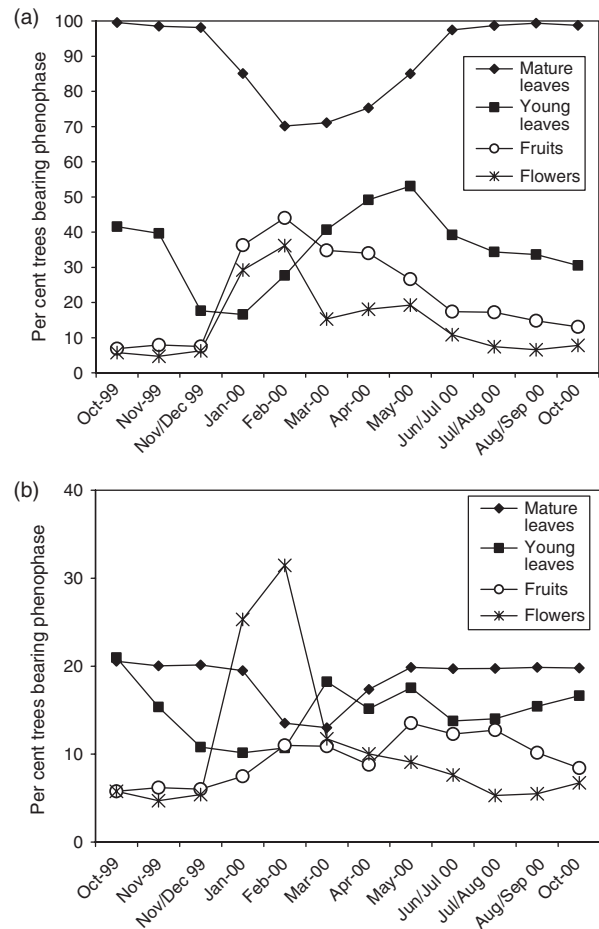 (a)
Per cent trees bearing phenophase
100
90
80
70
60
50
40
30
20
10
0
Mature
leaves
Young
leaves
Fruits
Flowers
Oct-99
Nov-99
Nov/Dec 99
Jan-00
Feb-00
Mar-00
Apr-00
May-00
Jun/Jul 00
Jul/Aug 00
Aug/Sep 00
Oct-00
(b)
Per cent trees bearing phenophase
40
30
20
10
0
Mature
leaves
Young
leaves
Fruits
Flowers
Oct-99
Nov-99
Nov/Dec 99
Jan-00
Feb-00
Mar-00
Apr-00
May-00
Jun/Jul 00
Jul/Aug 00
Aug/Sep 00
Oct-00